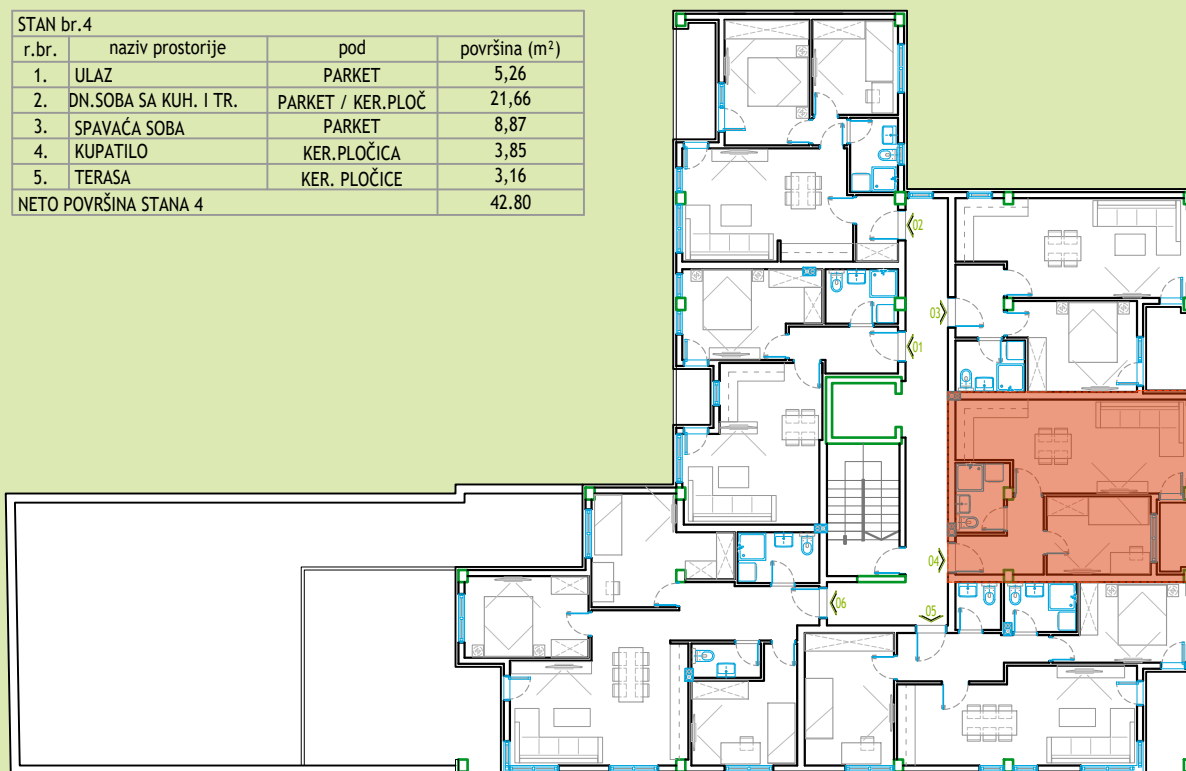 STAN br.4
r.br. naziv prostorije pod površina (m²)
1. ULAZ PARKET 5,26
2. DN.SOBA SA KUH. I TR. PARKET / KER.PLOČ 21,66
3. SPAVAĆA SOBA PARKET 8,87
4. KUPATILO KER.PLOČICA 3,85
5. TERASA KER. PLOČICE 3,16
NETO POVRŠINA STANA 4 42.80
02
03
01
04
06
05